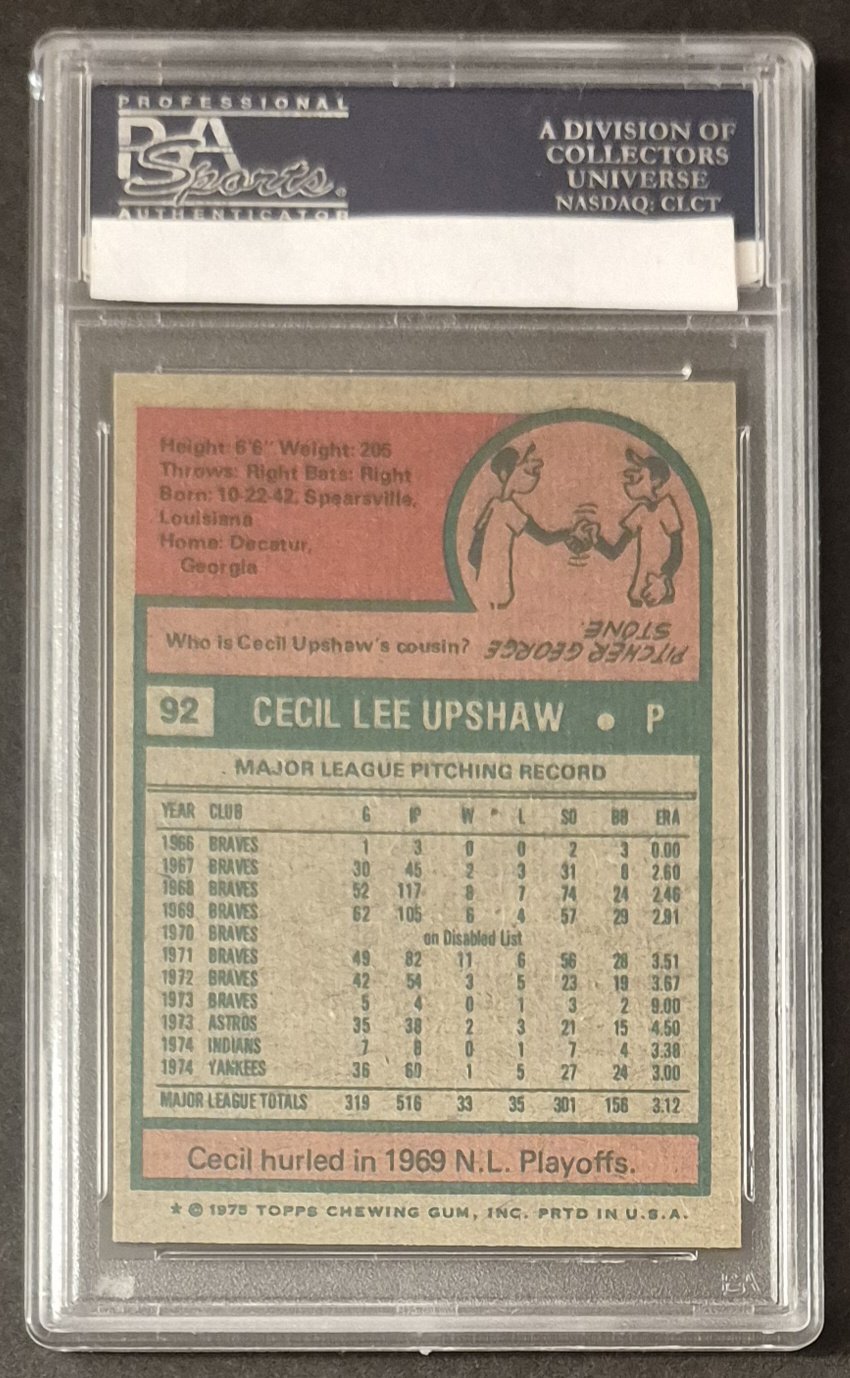 PROFESSIONAL
PSA
Sports
AUTHENTICATOR
A DIVISION OF
COLLECTORS
UNIVERSE
NASDAQ: CLCT
Height: 6'6" Weight: 205
Throws: Right Bats: Right
Born: 10-22-42, Spearsville,
Louisiana
Home: Decatur,
Georgia
Who is Cecil Upshaw's cousin?
PITCHER GEORGE
STONE.
92 CECIL LEE UPSHAW • P
MAJOR LEAGUE PITCHING RECORD
YEAR CLUB G IP W L SO BB ERA
1966 BRAVES 1 3 0 0 2 3 0.00
1967 BRAVES 30 45 2 3 31 8 2.60
1968 BRAVES 52 117 8 7 74 24 2.46
1969 BRAVES 62 105 6 4 57 29 2.91
1970 BRAVES on Disabled List
1971 BRAVES 49 82 11 6 56 28 3.51
1972 BRAVES 42 54 3 5 23 19 3.67
1973 BRAVES 5 4 0 1 3 2 9.00
1973 ASTROS 35 38 2 3 21 15 4.50
1974 INDIANS 7 8 0 1 7 4 3.38
1974 YANKEES 36 60 1 5 27 24 3.00
MAJOR LEAGUE TOTALS 319 516 33 35 301 156 3.12
Cecil hurled in 1969 N.L. Playoffs.
* © 1975 TOPPS CHEWING GUM, INC. PRTD IN U.S.A.
PSA